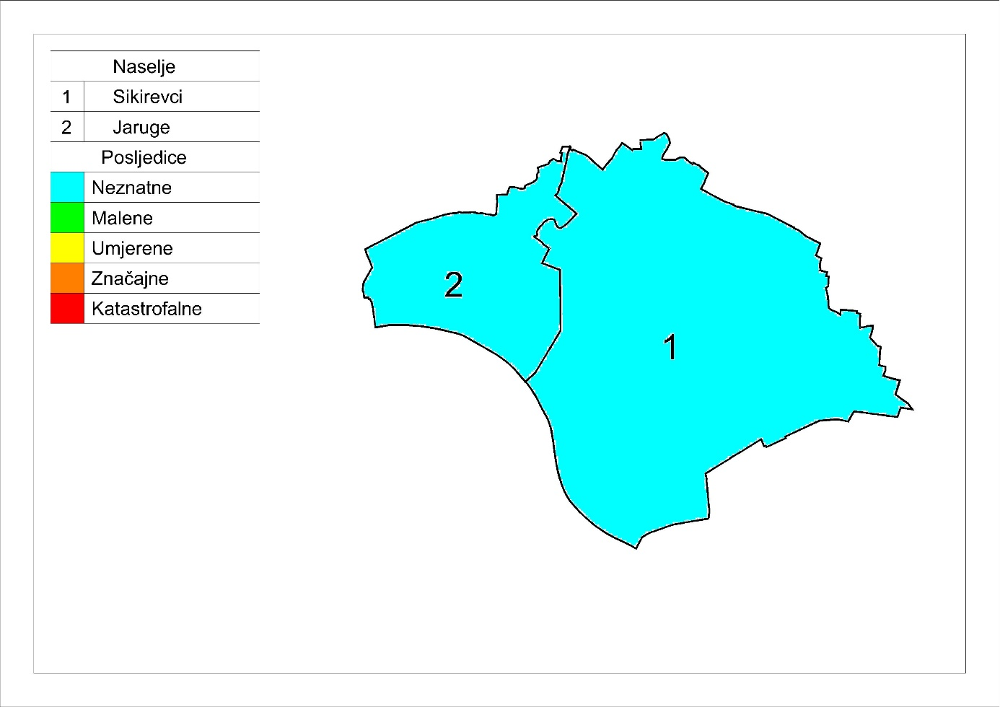 Naselje
1 Sikirevci
2 Jaruge
Posljedice
Neznatne
Malene
Umjerene
Značajne
Katastrofalne
2
1